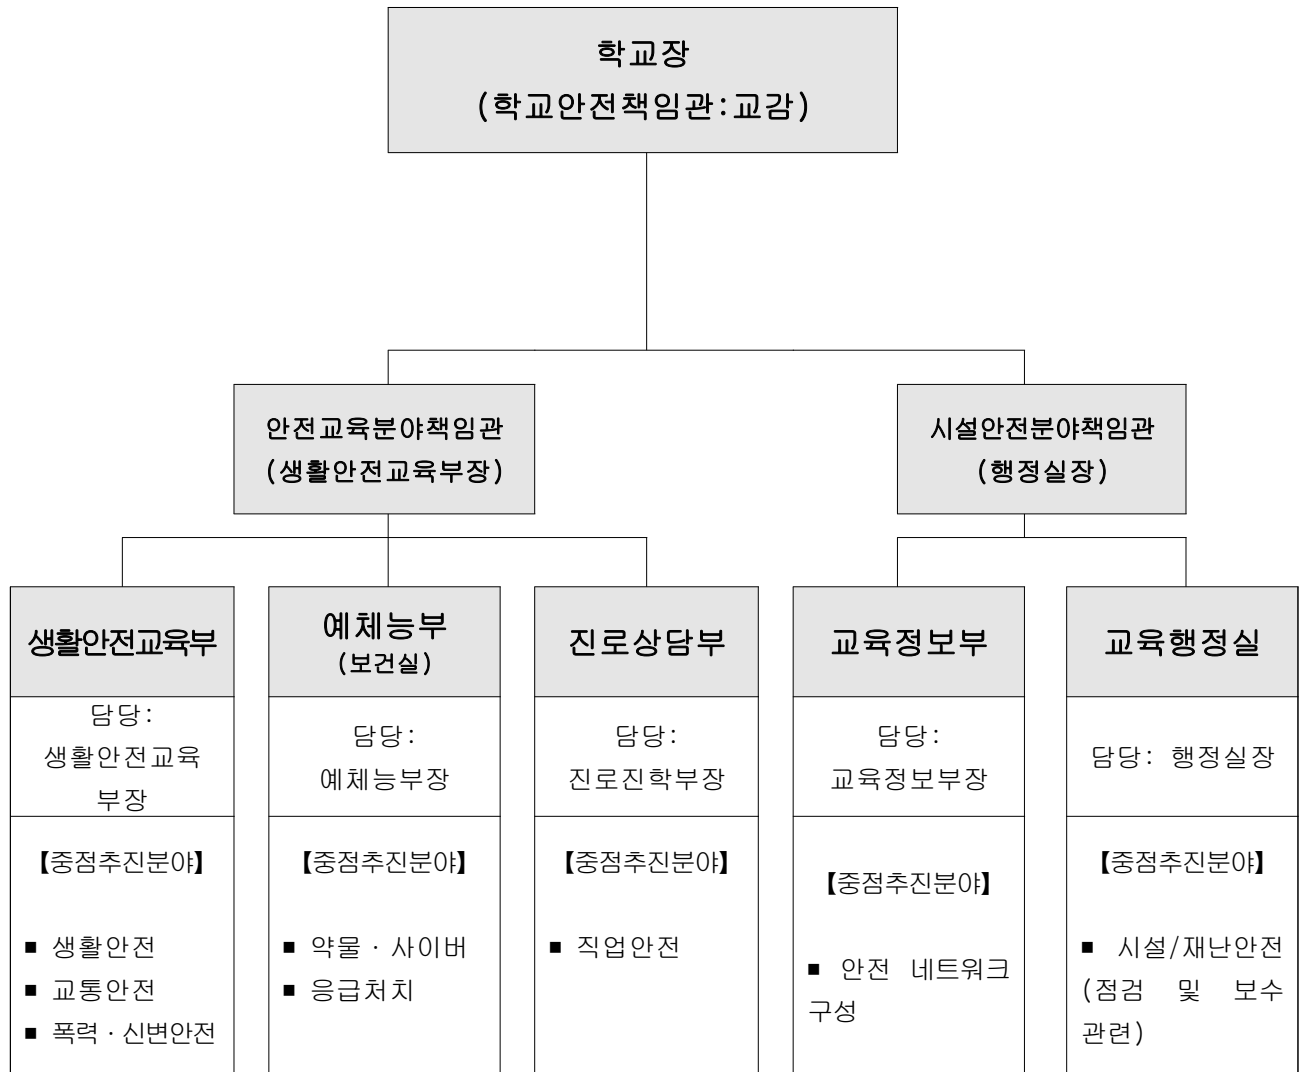 학교장
(학교안전책임관:교감)
안전교육분야책임관
(생활안전교육부장)
시설안전분야책임관
(행정실장)
생활안전교육부
담당:
생활안전교육
부장
【중점추진분야】
■ 생활안전
■ 교통안전
■ 폭력·신변안전
예체능부
(보건실)
담당:
예체능부장
【중점추진분야】
■ 약물·사이버
■ 응급처치
진로상담부
담당:
진로진학부장
【중점추진분야】
■ 직업안전
교육정보부
담당:
교육정보부장
【중점추진분야】
■ 안전 네트워크
구성
교육행정실
담당: 행정실장
【중점추진분야】
■ 시설/재난안전
(점검 및 보수
관련)